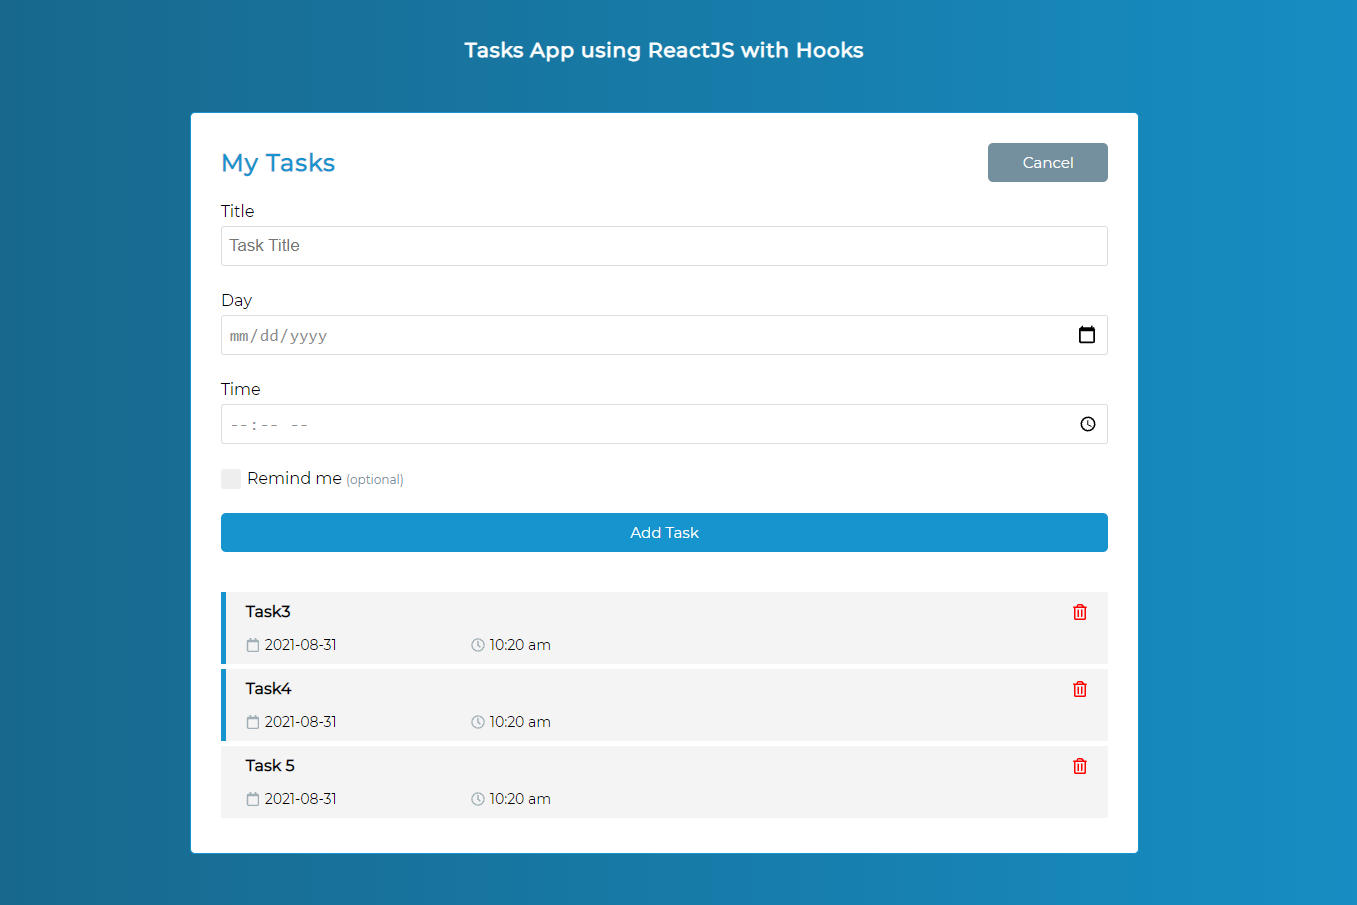 Tasks App using ReactJS with Hooks
My Tasks
Cancel
Title
Task Title
Day
mm/dd/yyyy
Time
--:-- --
Remind me (optional)
Add Task
Task3
2021-08-31 10:20 am
Task4
2021-08-31 10:20 am
Task 5
2021-08-31 10:20 am